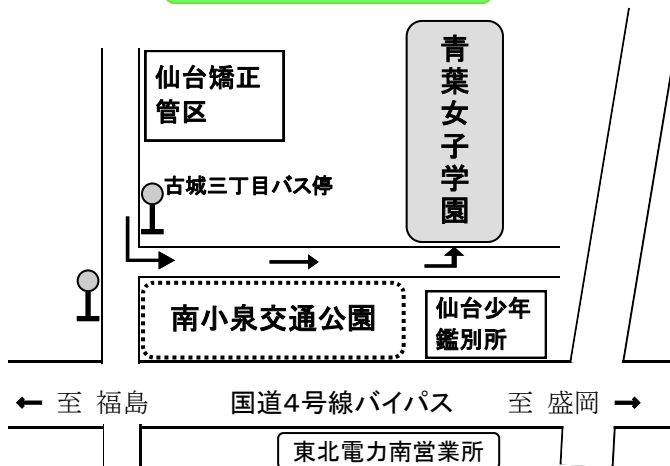 仙台矯正
管区
青葉女子学園
古城三丁目バス停
南小泉交通公園
仙台少年
鑑別所
← 至 福島
国道4号線バイパス
至 盛岡 →
東北電力南営業所